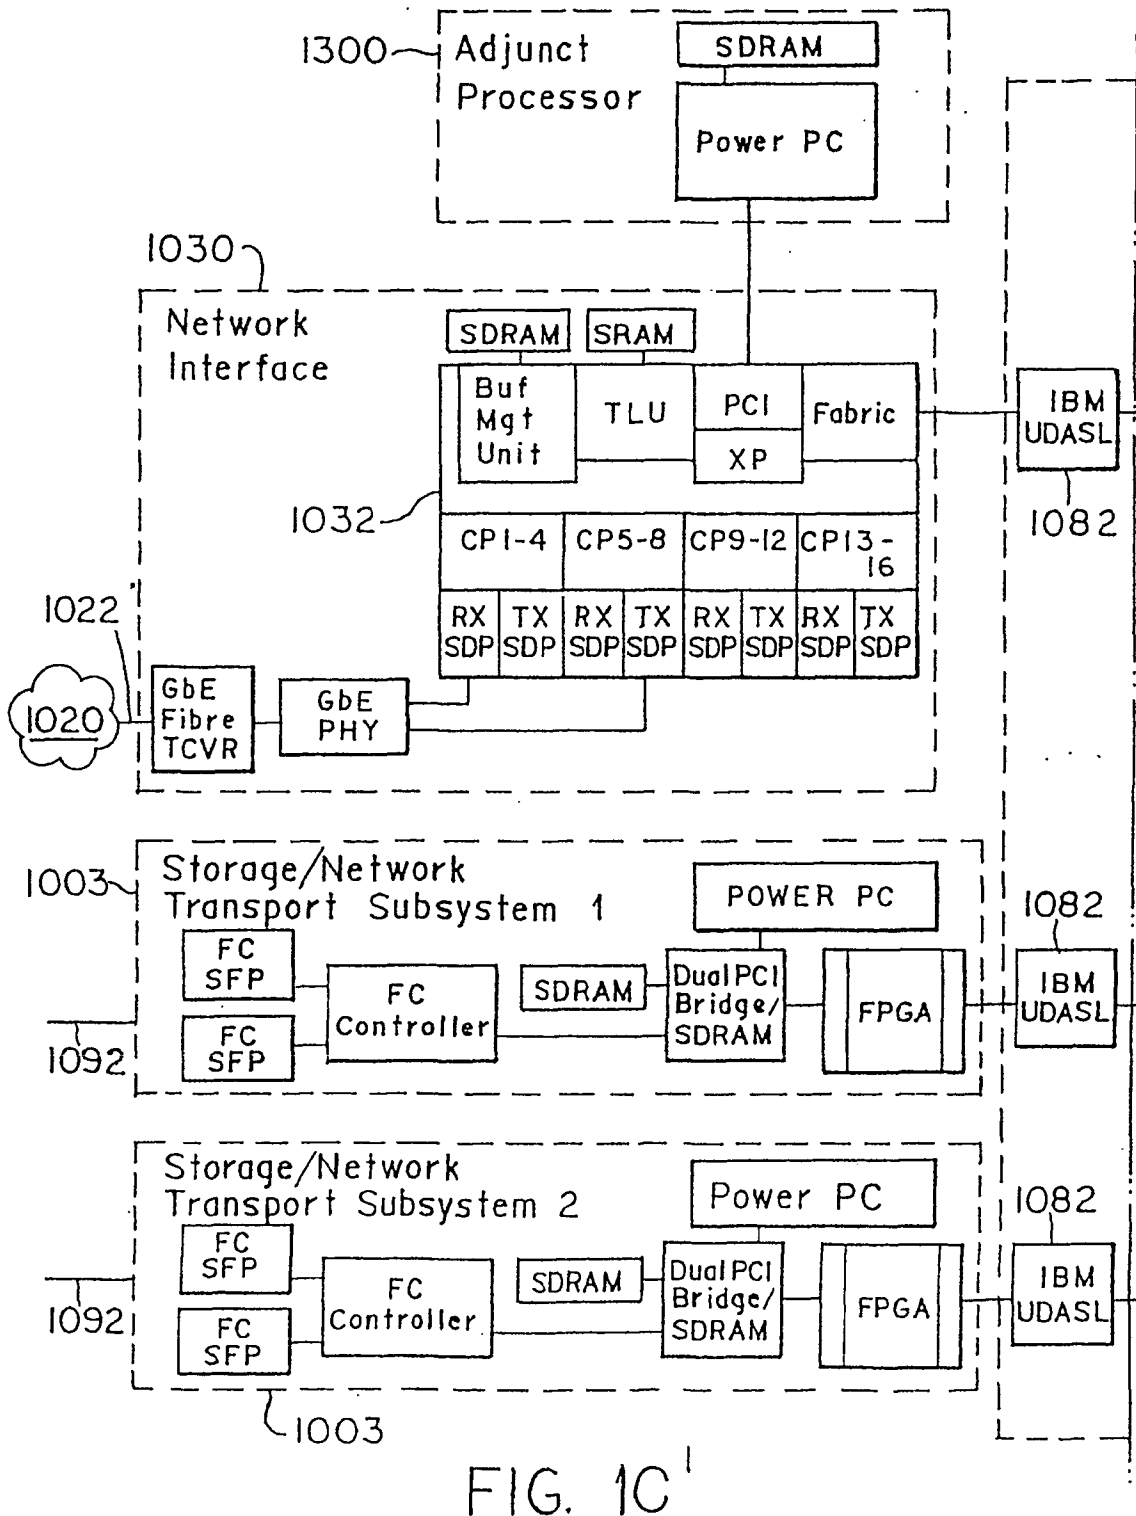 1300
Adjunct
Processor
SDRAM
Power PC
1030
Network
Interface
SDRAM
SRAM
Buf
Mgt
Unit
TLU
PCI
XP
Fabric
IBM
UDASL
1082
1032
CP1-4
CP5-8
CP9-12
CP13-
16
RX
SDP
TX
SDP
RX
SDP
TX
SDP
RX
SDP
TX
SDP
RX
SDP
TX
SDP
1022
1020
GbE
Fibre
TCVR
GbE
PHY
1003
Storage/Network
Transport Subsystem 1
POWER PC
1082
FC
SFP
FC
SFP
FC
Controller
SDRAM
Dual PCI
Bridge/
SDRAM
FPGA
IBM
UDASL
1092
Storage/Network
Transport Subsystem 2
Power PC
1082
FC
SFP
FC
SFP
FC
Controller
SDRAM
Dual PCI
Bridge/
SDRAM
FPGA
IBM
UDASL
1092
1003
FIG. 1C'